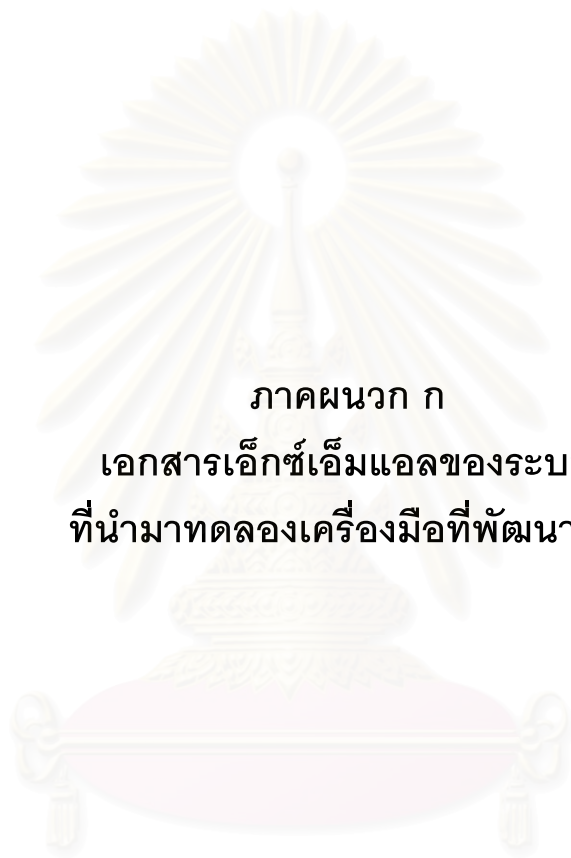 ภาคผนวก ก
เอกสารเอ็กซ์เอ็มแอลของระบ
ที่นำมาทดลองเครื่องมือที่พัฒนา